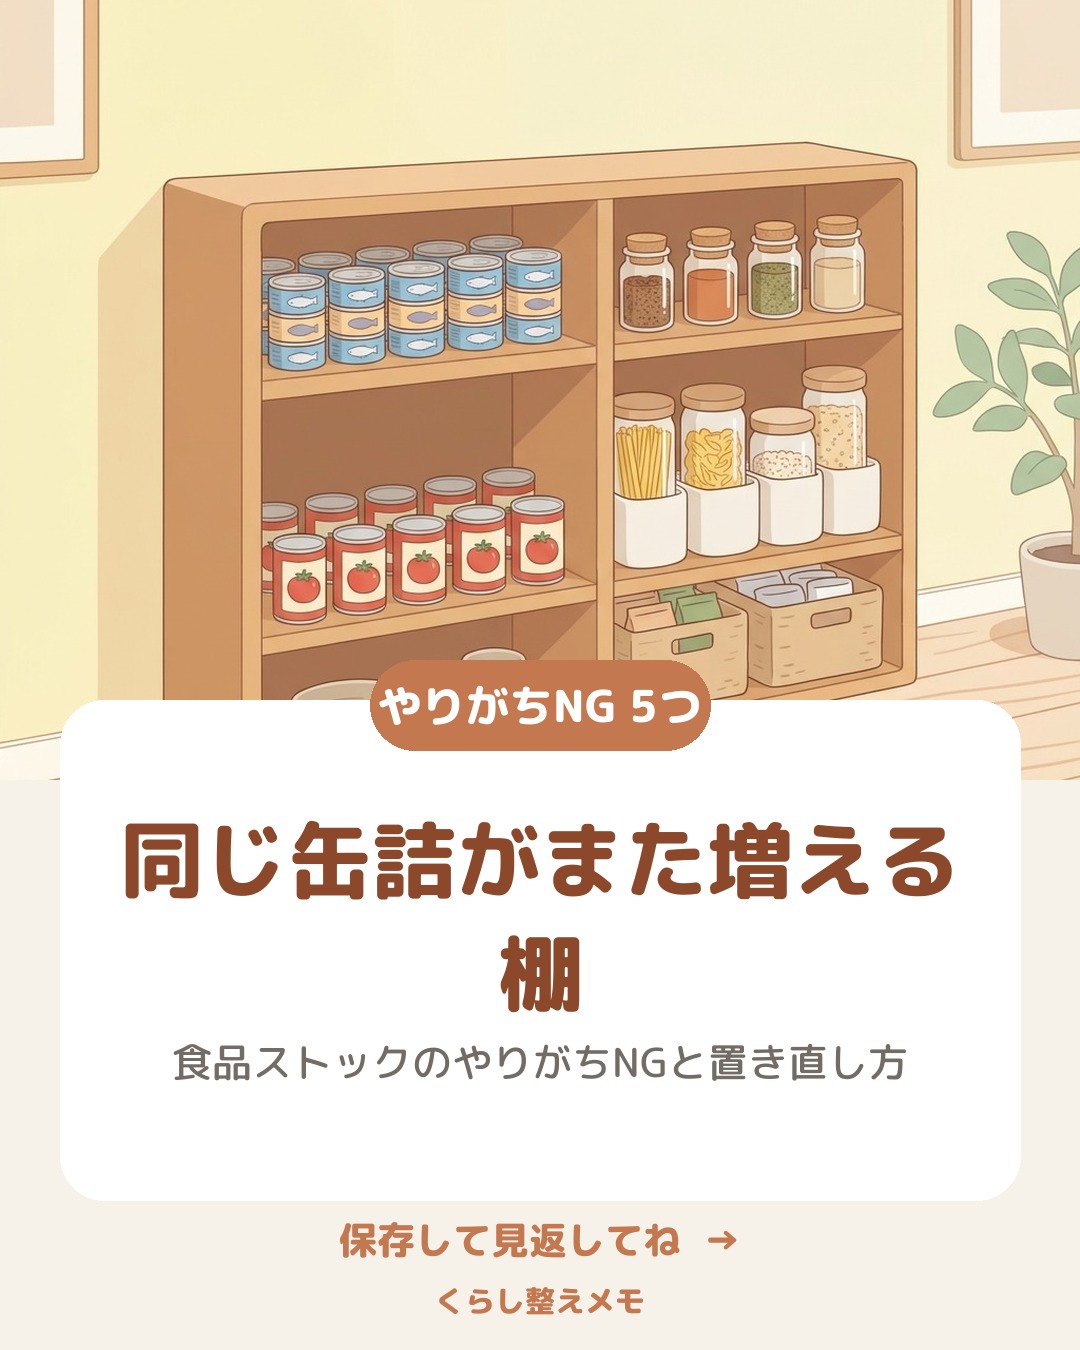 やりがちNG 5つ
同じ缶詰がまた増える
棚
食品ストックのやりがちNGと置き直し方
保存して見返してね →
くらし整えメモ